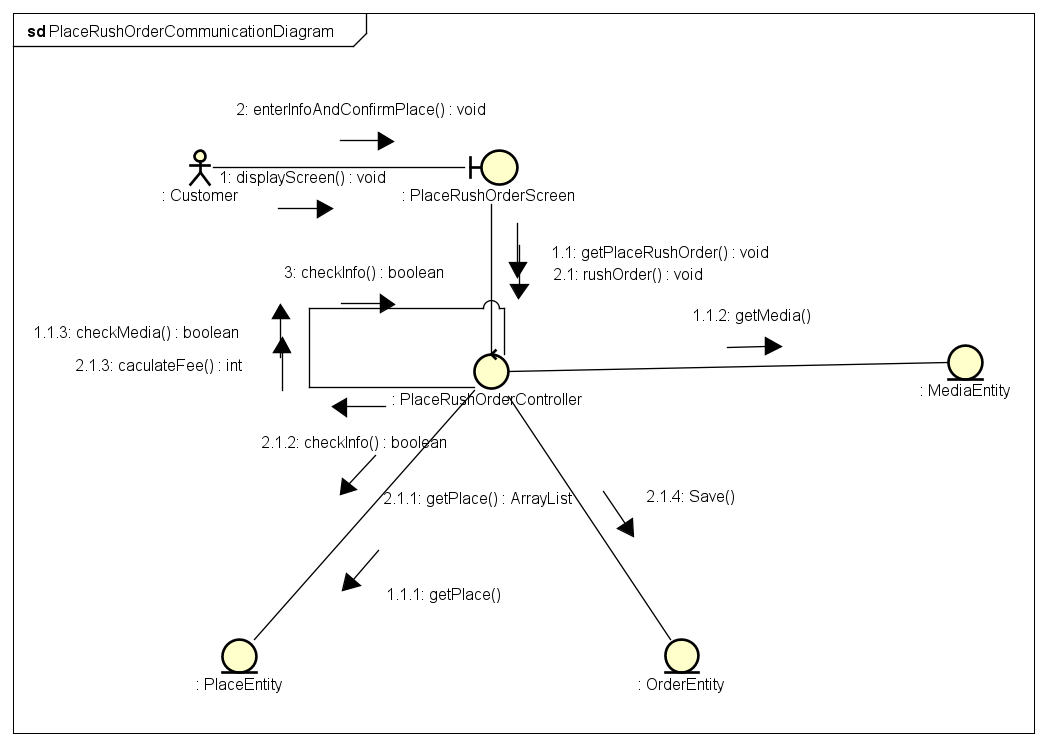 sd PlaceRushOrderCommunicationDiagram
2: enterInfoAndConfirmPlace() : void
1: displayScreen() : void
: Customer
: PlaceRushOrderScreen
1.1: getPlaceRushOrder() : void
3: checkInfo() : boolean
2.1: rushOrder() : void
1.1.2: getMedia()
1.1.3: checkMedia() : boolean
2.1.3: caculateFee() : int
: MediaEntity
: PlaceRushOrderController
2.1.2: checkInfo() : boolean
2.1.1: getPlace() : ArrayList
2.1.4: Save()
1.1.1: getPlace()
: PlaceEntity
: OrderEntity